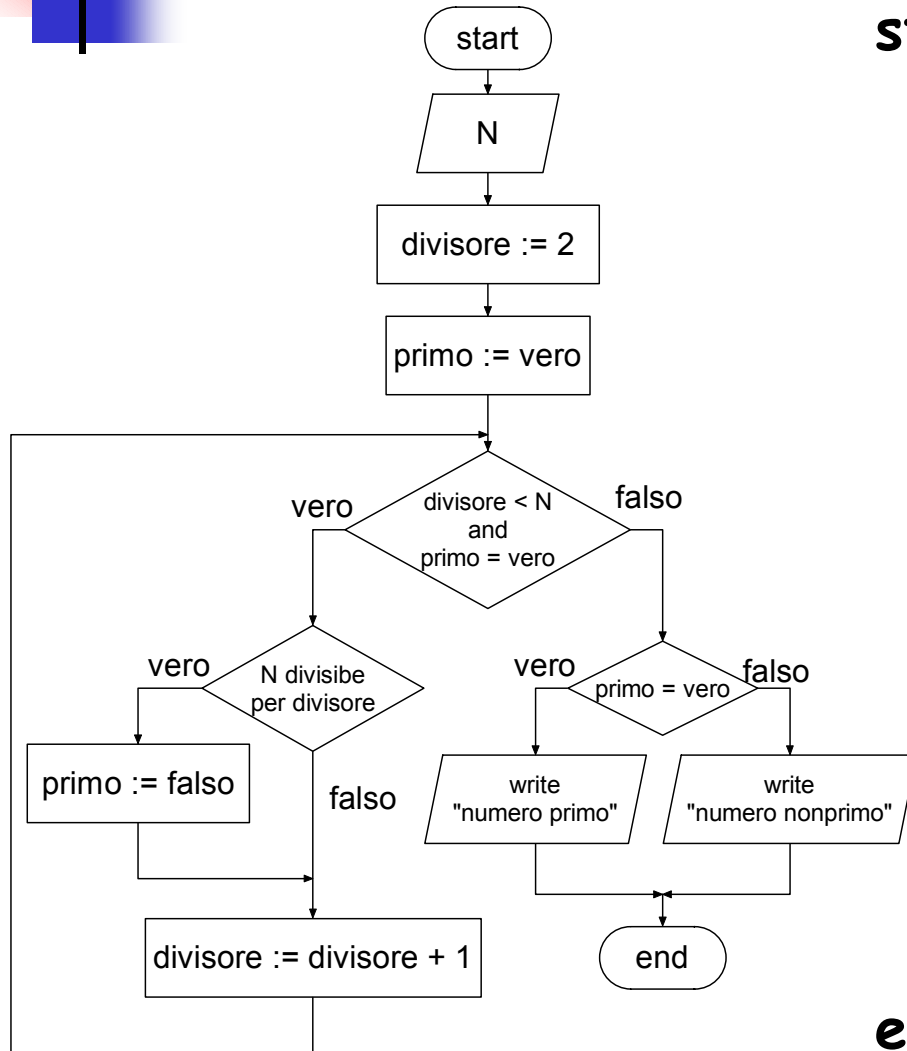 start
N
divisore := 2
primo := vero
vero
divisore < N
and
primo = vero
falso
vero
N divisibe
per divisore
falso
primo := falso
divisore := divisore + 1
vero
primo = vero
falso
write
"numero primo"
write
"numero nonprimo"
end